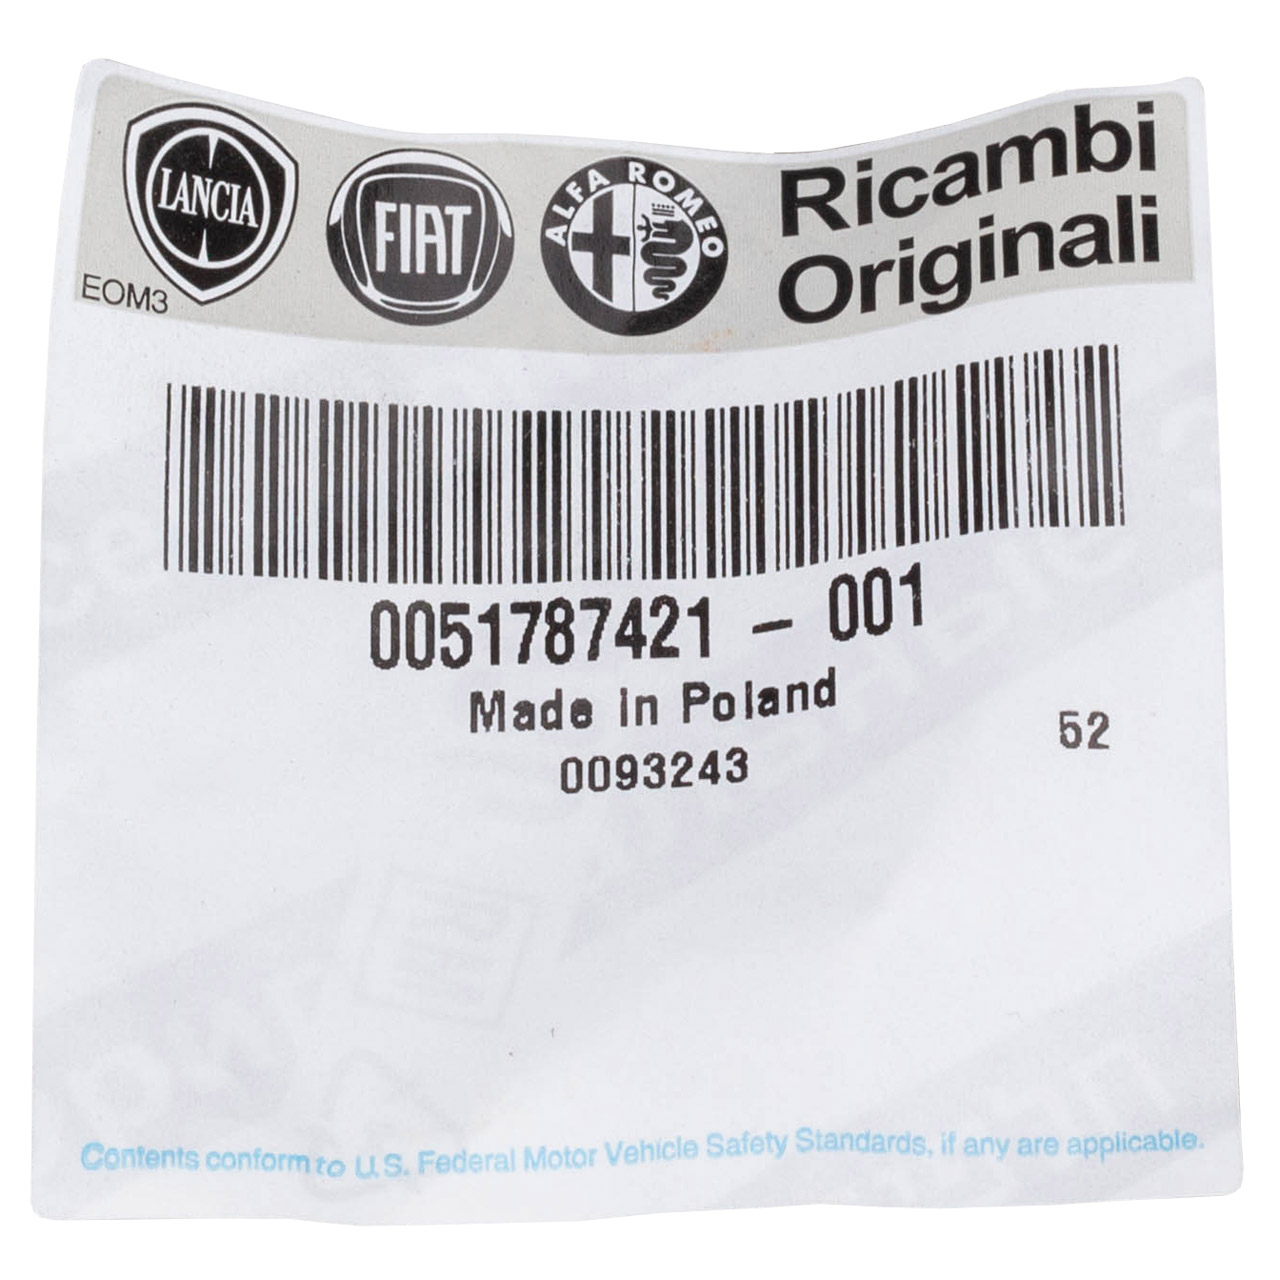 LANCIA
FIAT
ALFA ROMEO
Ricambi
Originali
EOM3
0051787421 - 001
Made in Poland
52
0093243
Contents conform to U.S. Federal Motor Vehicle Safety Standards, if any are applicable.